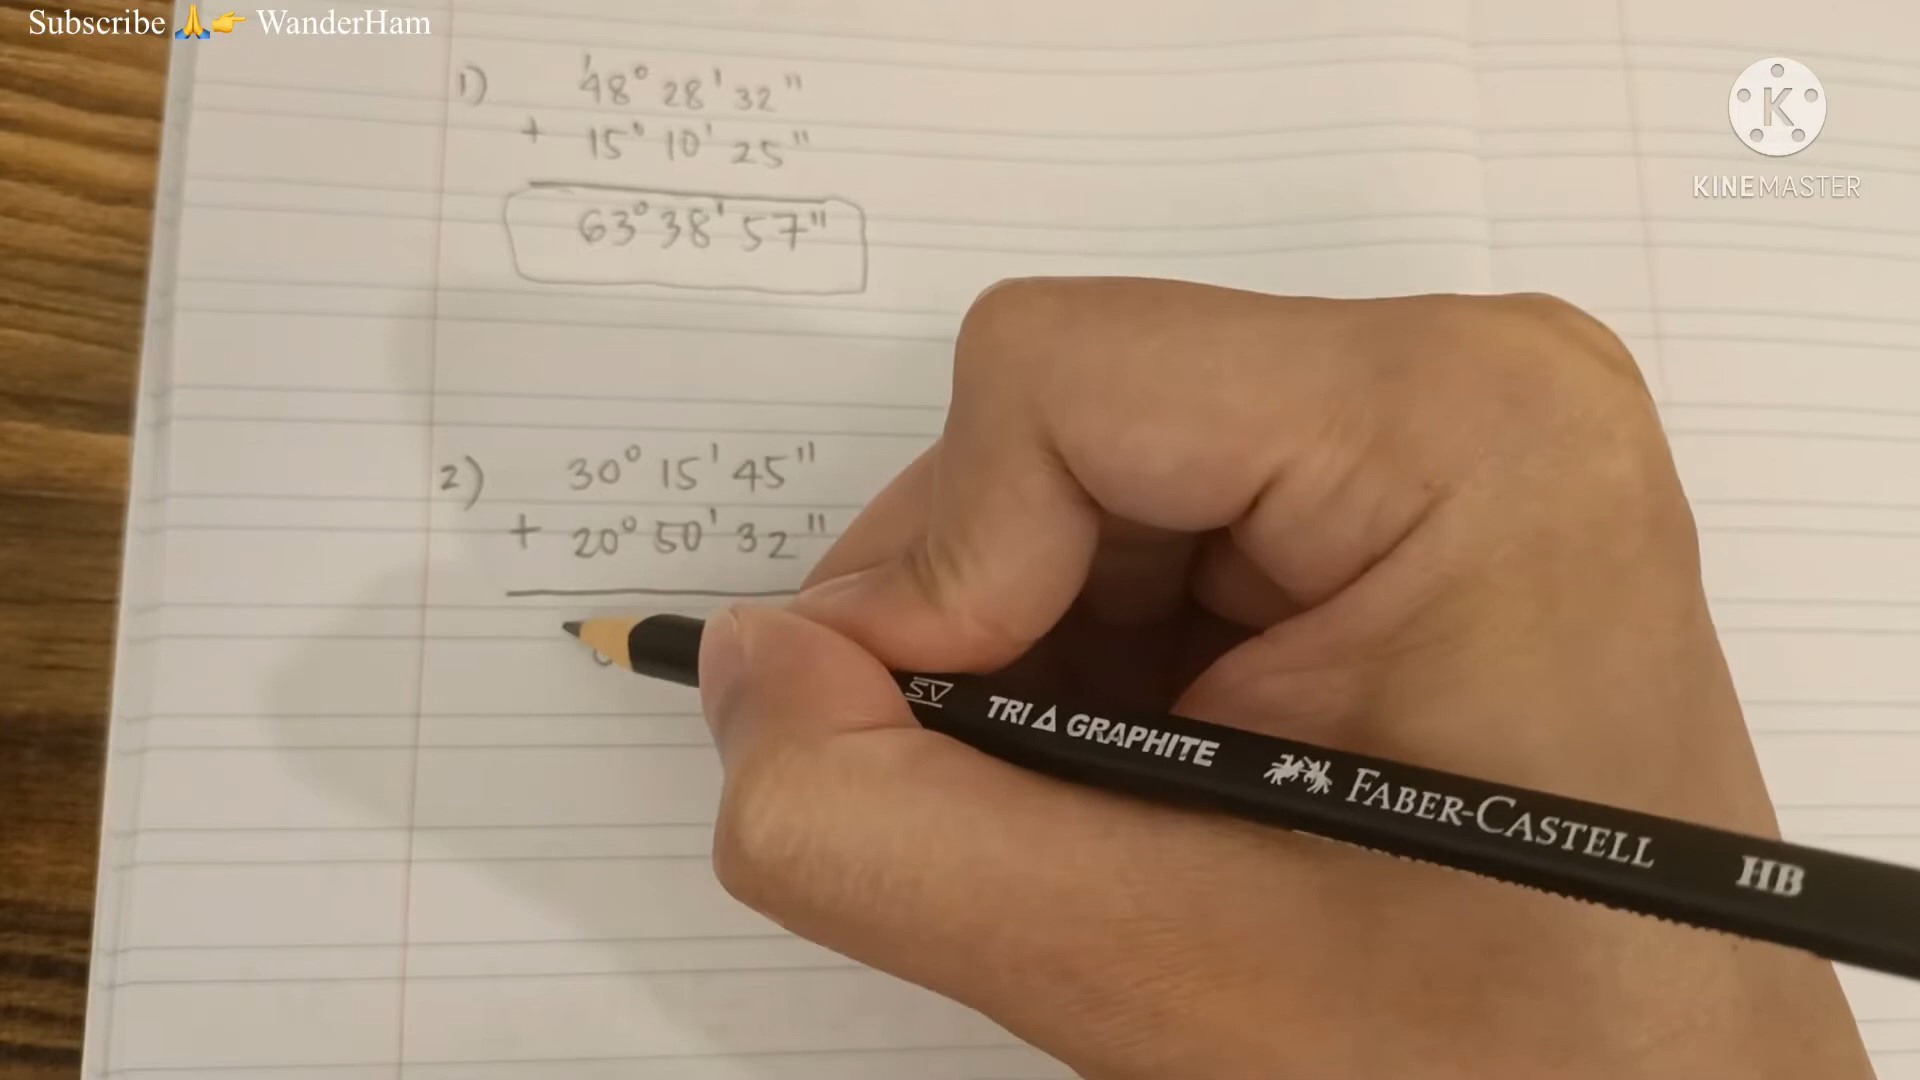 Subscribe 🙏👉 WanderHam
K
KINEMASTER
1) 48° 28' 32"
+ 15° 10' 25"
63° 38' 57"
2) 30° 15' 45"
+ 20° 50' 32"
TRI GRAPHITE FABER-CASTELL HB